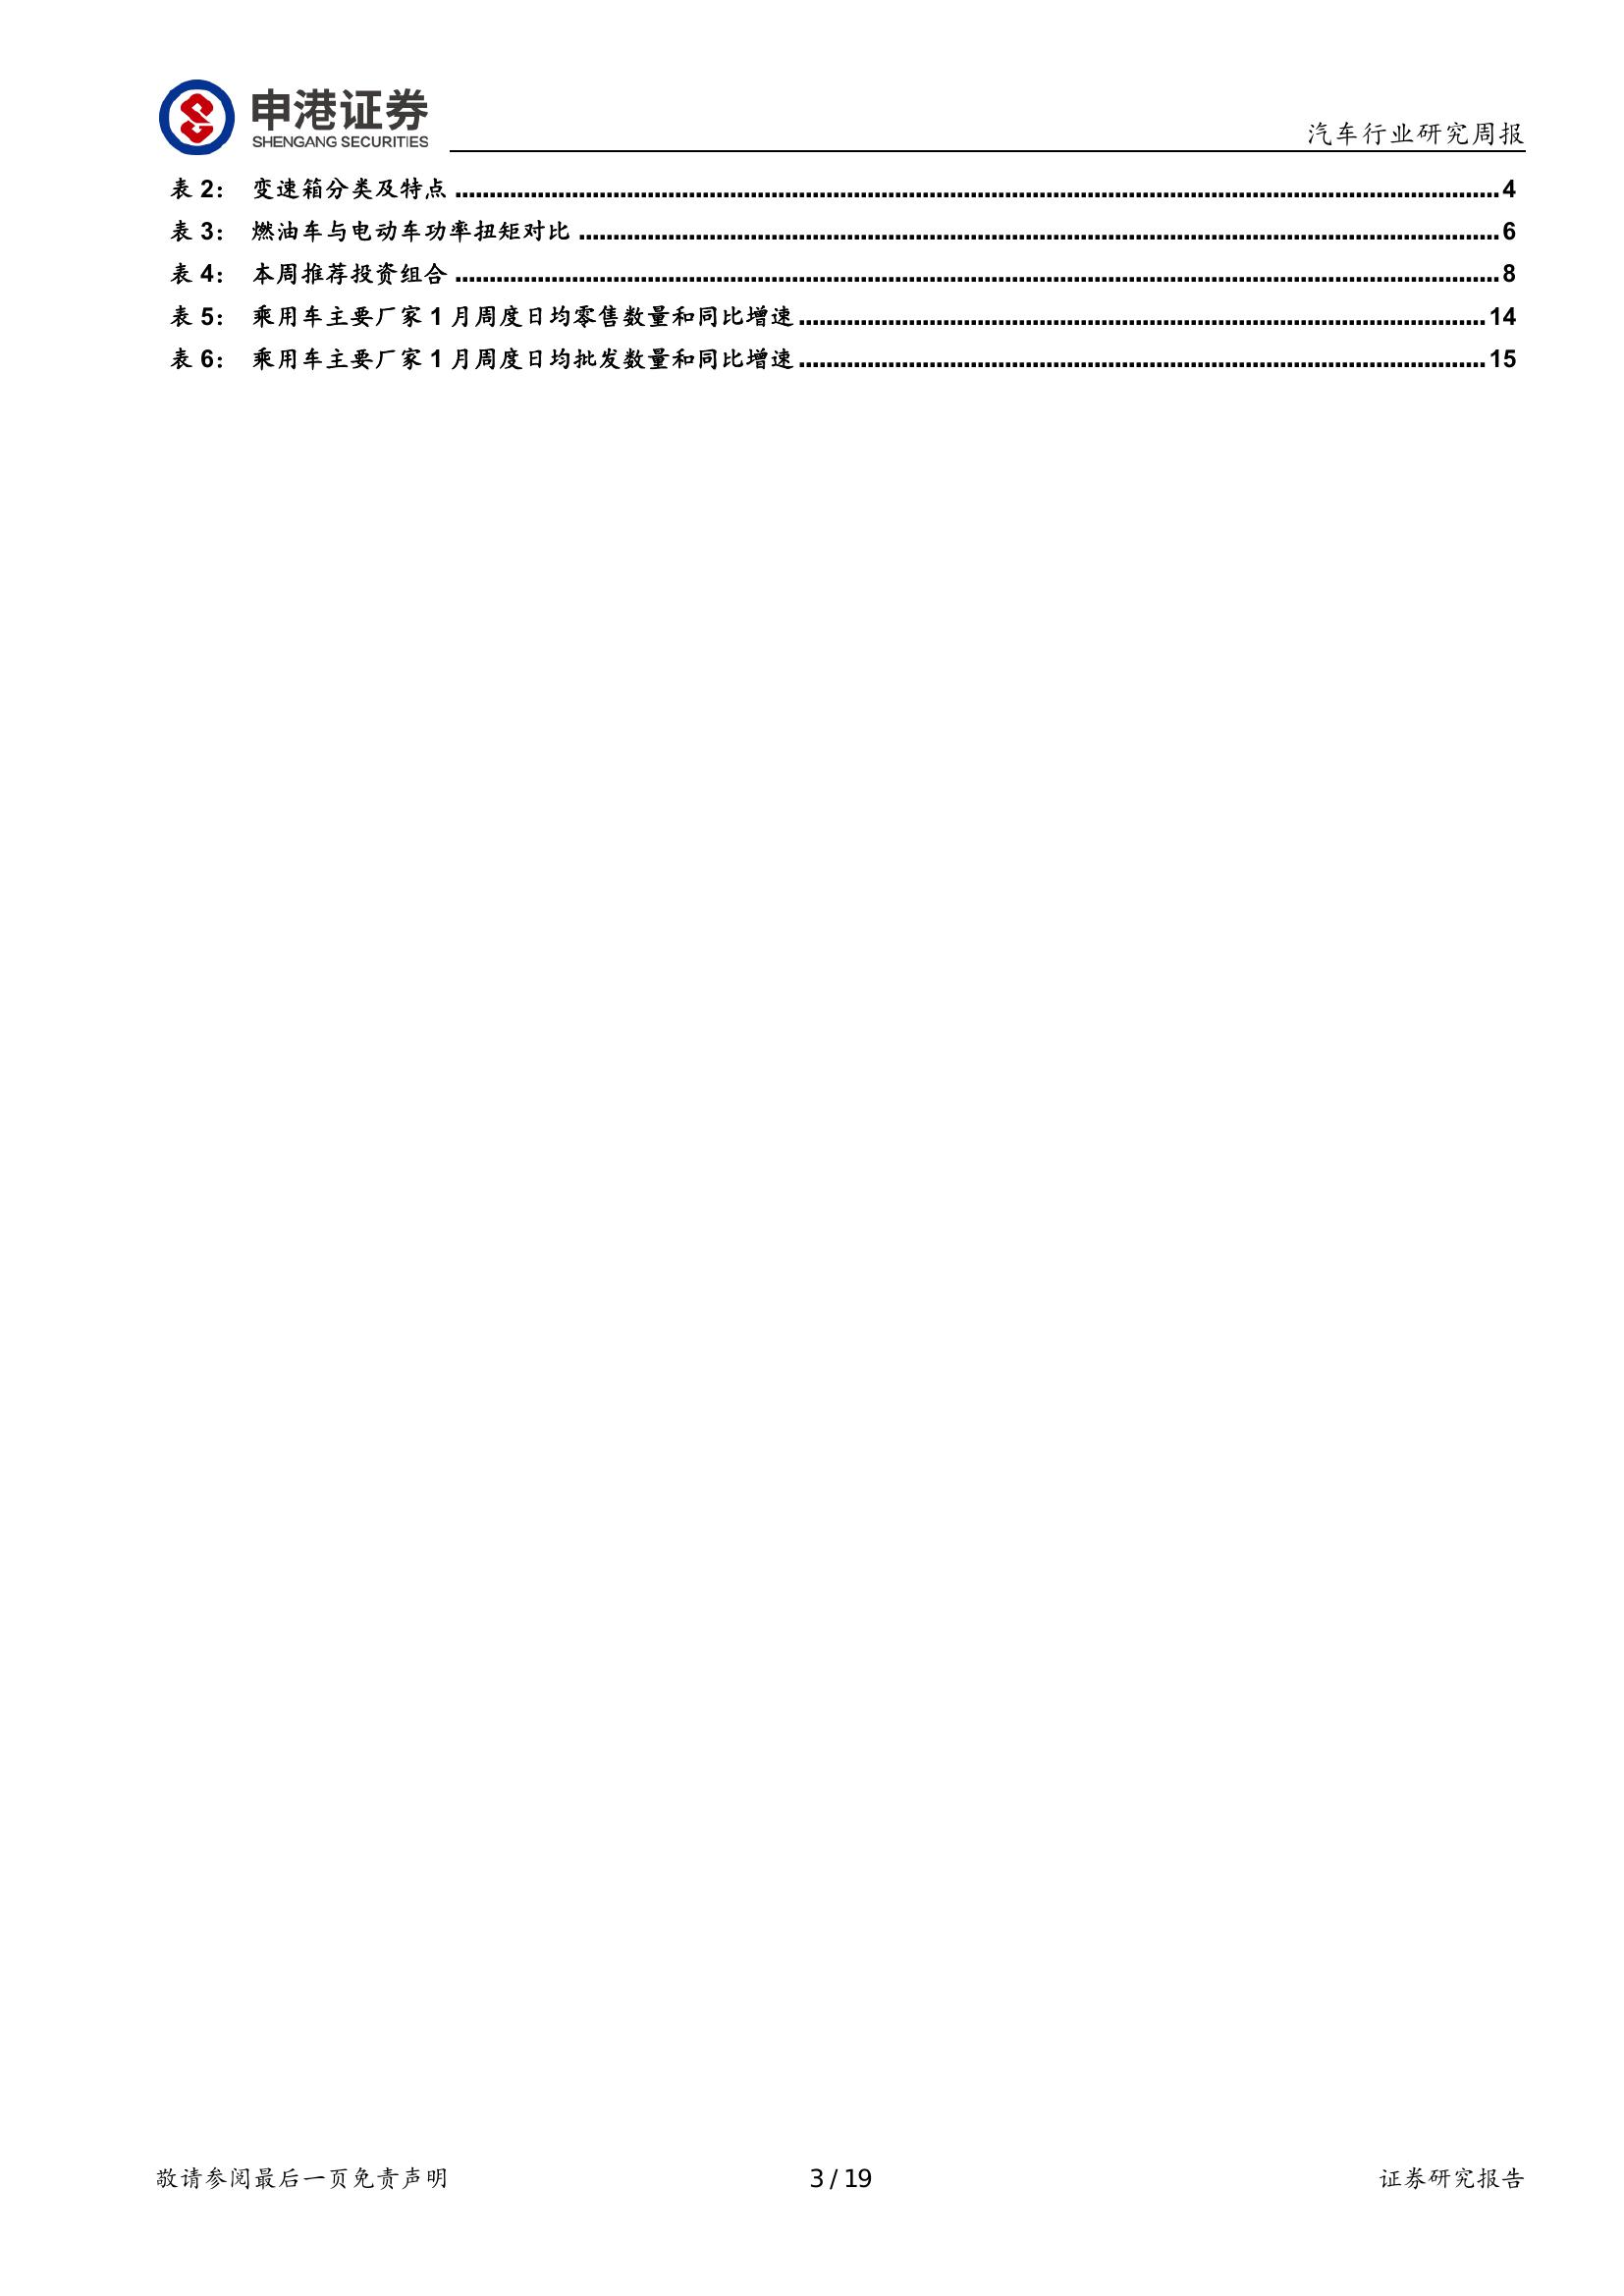 申港证券
SHENGANG SECURITIES
汽车行业研究周报
表 2： 变速箱分类及特点 ........ 4
表 3： 燃油车与电动车功率扭矩对比 ........ 6
表 4： 本周推荐投资组合 ........ 8
表 5： 乘用车主要厂家 1 月周度日均零售数量和同比增速 ........ 14
表 6： 乘用车主要厂家 1 月周度日均批发数量和同比增速 ........ 15
敬请参阅最后一页免责声明 3 / 19 证券研究报告